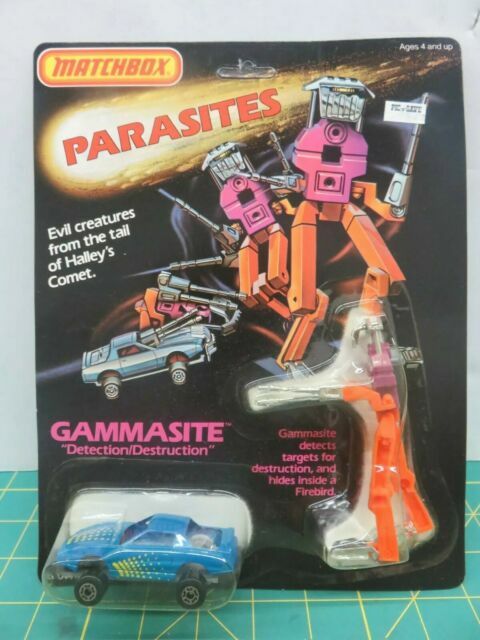 Ages 4 and up
MATCHBOX
PARASITES
Evil creatures
from the tail
of Halley's
Comet.
GAMMASITE™
"Detection/Destruction"
Gammasite
detects
targets for
destruction, and
hides inside a
Firebird.